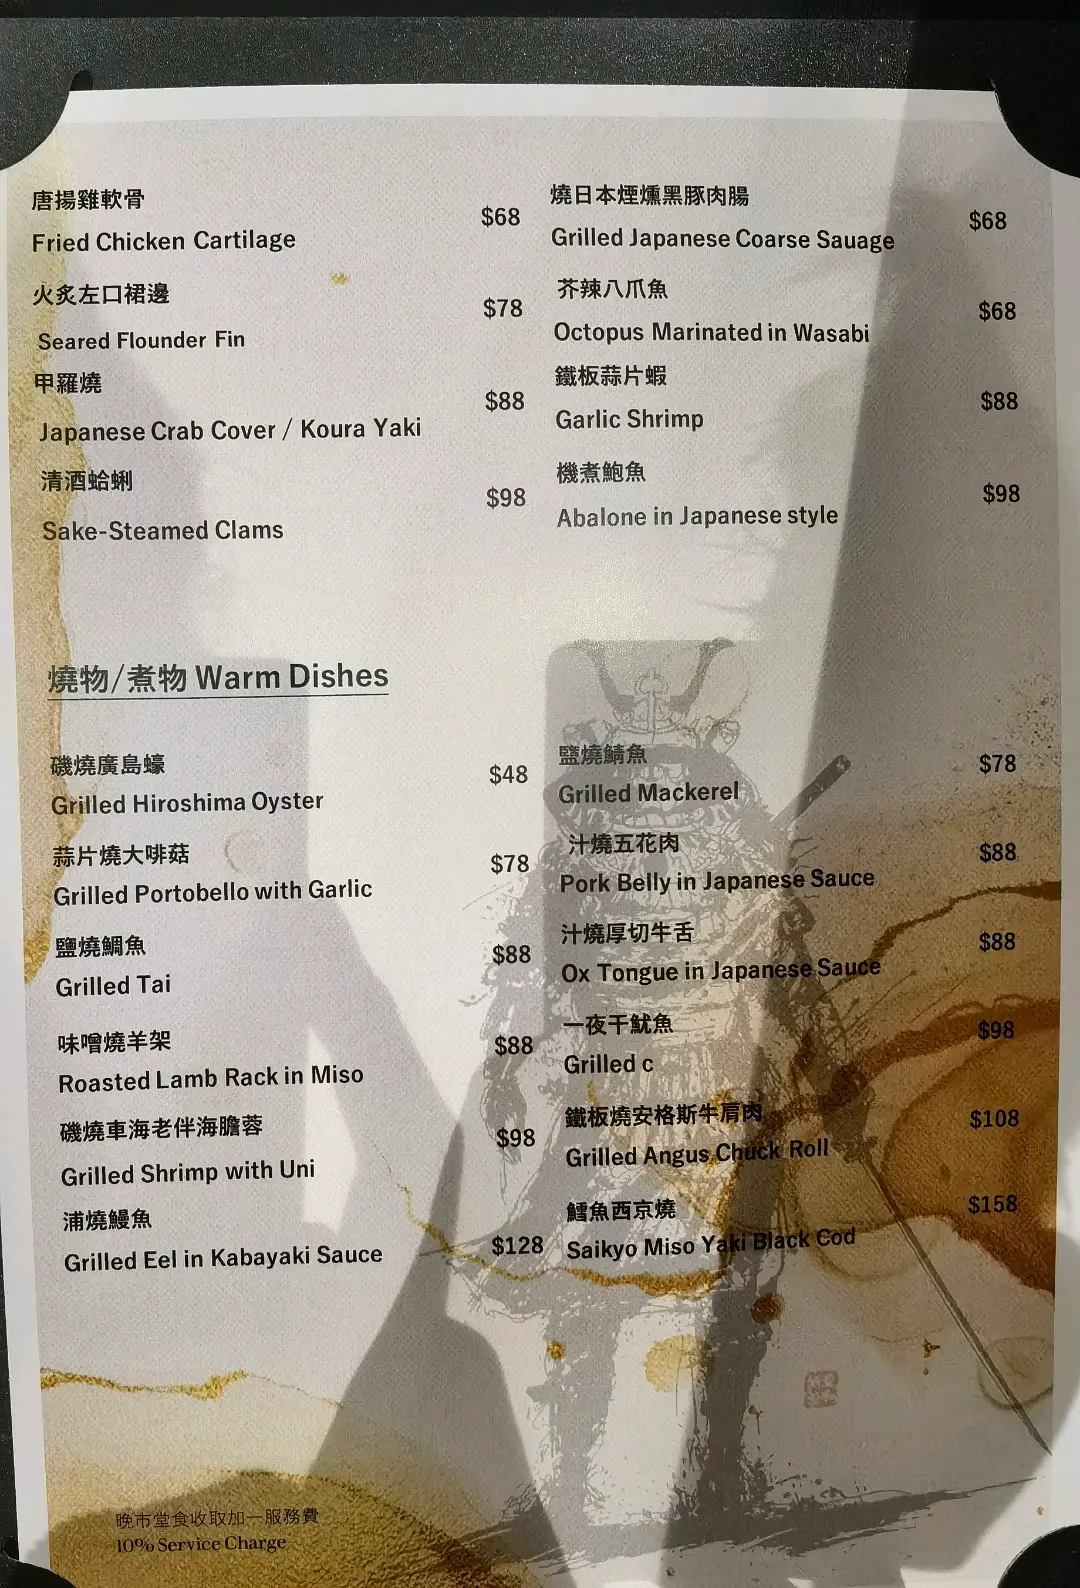 唐揚雞軟骨
Fried Chicken Cartilage
$68
火炙左口裙邊
Seared Flounder Fin
$78
甲羅燒
Japanese Crab Cover / Koura Yaki
$88
清酒蛤蜊
Sake-Steamed Clams
$98
燒日本煙燻黑豚肉腸
Grilled Japanese Coarse Sauage
$68
芥辣八爪魚
Octopus Marinated in Wasabi
$68
鐵板蒜片蝦
Garlic Shrimp
$88
機煮鮑魚
Abalone in Japanese style
$98
燒物/煮物 Warm Dishes
磯燒廣島蠔
Grilled Hiroshima Oyster
$48
蒜片燒大啡菇
Grilled Portobello with Garlic
$78
鹽燒鯛魚
Grilled Tai
$88
味噌燒羊架
Roasted Lamb Rack in Miso
$88
磯燒車海老伴海膽蓉
Grilled Shrimp with Uni
$98
浦燒鰻魚
Grilled Eel in Kabayaki Sauce
$128
鹽燒鯖魚
Grilled Mackerel
$78
汁燒五花肉
Pork Belly in Japanese Sauce
$88
汁燒厚切牛舌
Ox Tongue in Japanese Sauce
$88
一夜干魷魚
Grilled c
$98
鐵板燒安格斯牛肩肉
Grilled Angus Chuck Roll
$108
鱈魚西京燒
Saikyo Miso Yaki Black Cod
$158
晚市堂食收取加一服務費
10% Service Charge